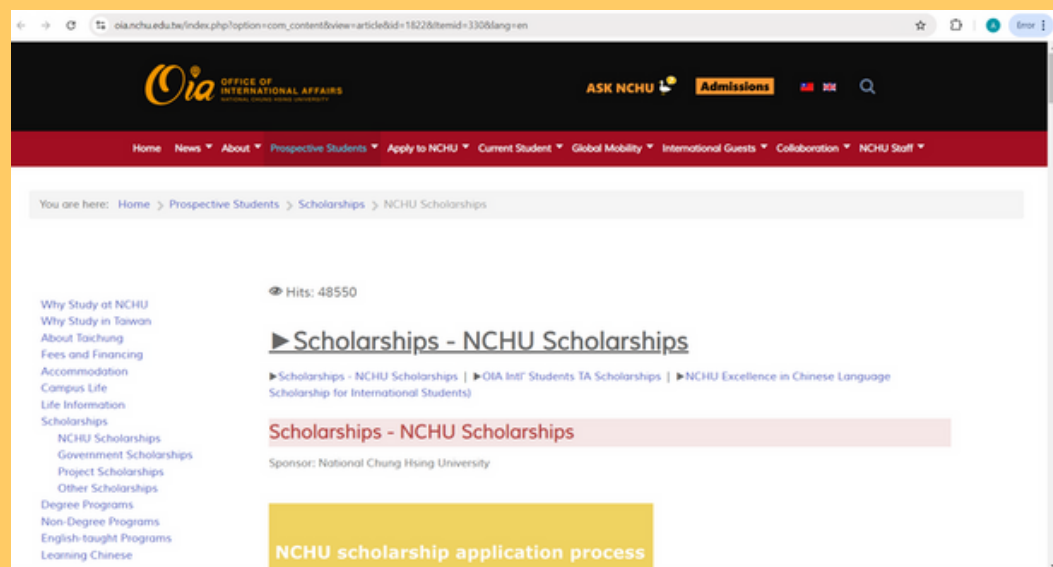 oia.nchu.edu.tw/index.php?option=com_content&view=article&id=1822&Itemid=330&lang=en
A
Error
Oia OFFICE OF
INTERNATIONAL AFFAIRS
NATIONAL CHUNG HSING UNIVERSITY
ASK NCHU
Admissions
Home News About Prospective Students Apply to NCHU Current Student Global Mobility International Guests Collaboration NCHU Staff
You are here: Home > Prospective Students > Scholarships > NCHU Scholarships
Why Study at NCHU
Why Study in Taiwan
About Taichung
Fees and Financing
Accommodation
Campus Life
Life Information
Scholarships
NCHU Scholarships
Government Scholarships
Project Scholarships
Other Scholarships
Degree Programs
Non-Degree Programs
English-taught Programs
Learning Chinese
Hits: 48550
►Scholarships - NCHU Scholarships
►Scholarships - NCHU Scholarships | ►OIA Intl' Students TA Scholarships | ►NCHU Excellence in Chinese Language
Scholarship for International Students)
Scholarships - NCHU Scholarships
Sponsor: National Chung Hsing University
NCHU scholarship application process